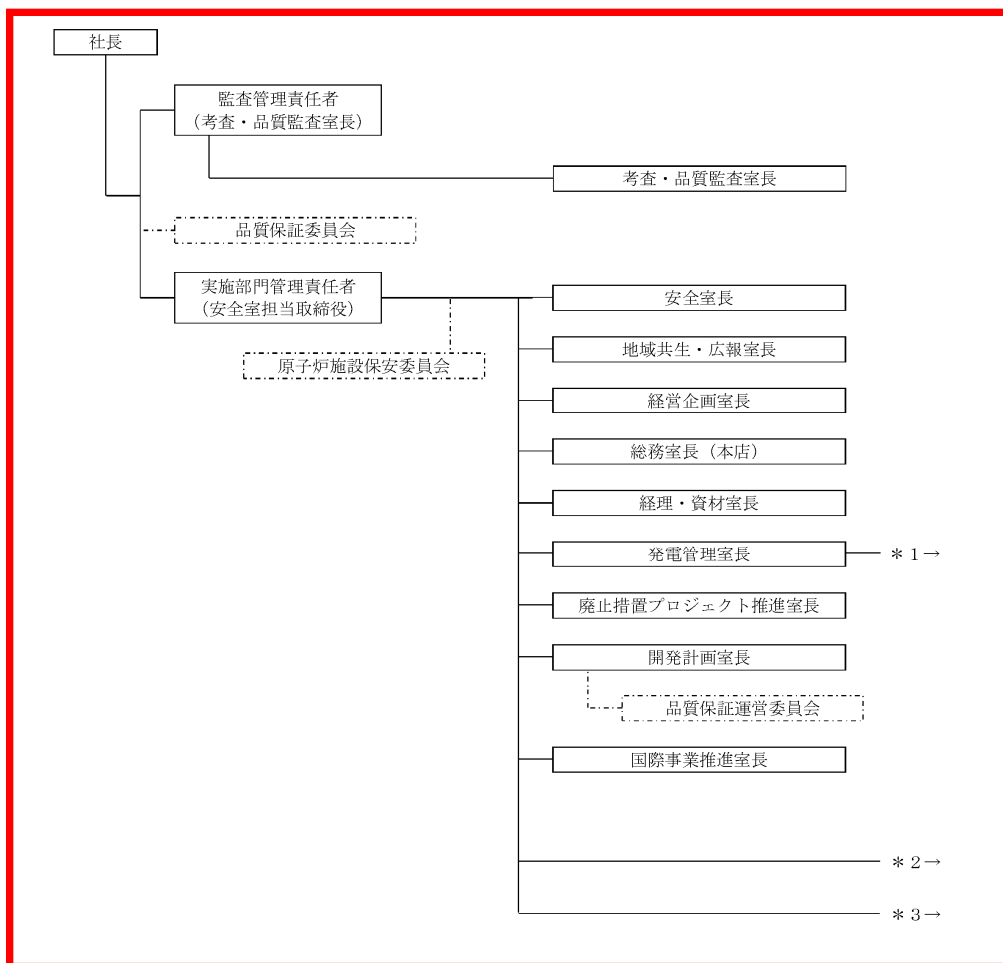 社長
監査管理責任者
(考査・品質監査室長)
考査・品質監査室長
品質保証委員会
実施部門管理責任者
(安全室担当取締役)
安全室長
地域共生・広報室長
原子炉施設保安委員会
経営企画室長
総務室長(本店)
経理・資材室長
発電管理室長
＊1→
廃止措置プロジェクト推進室長
開発計画室長
品質保証運営委員会
国際事業推進室長
＊2→
＊3→